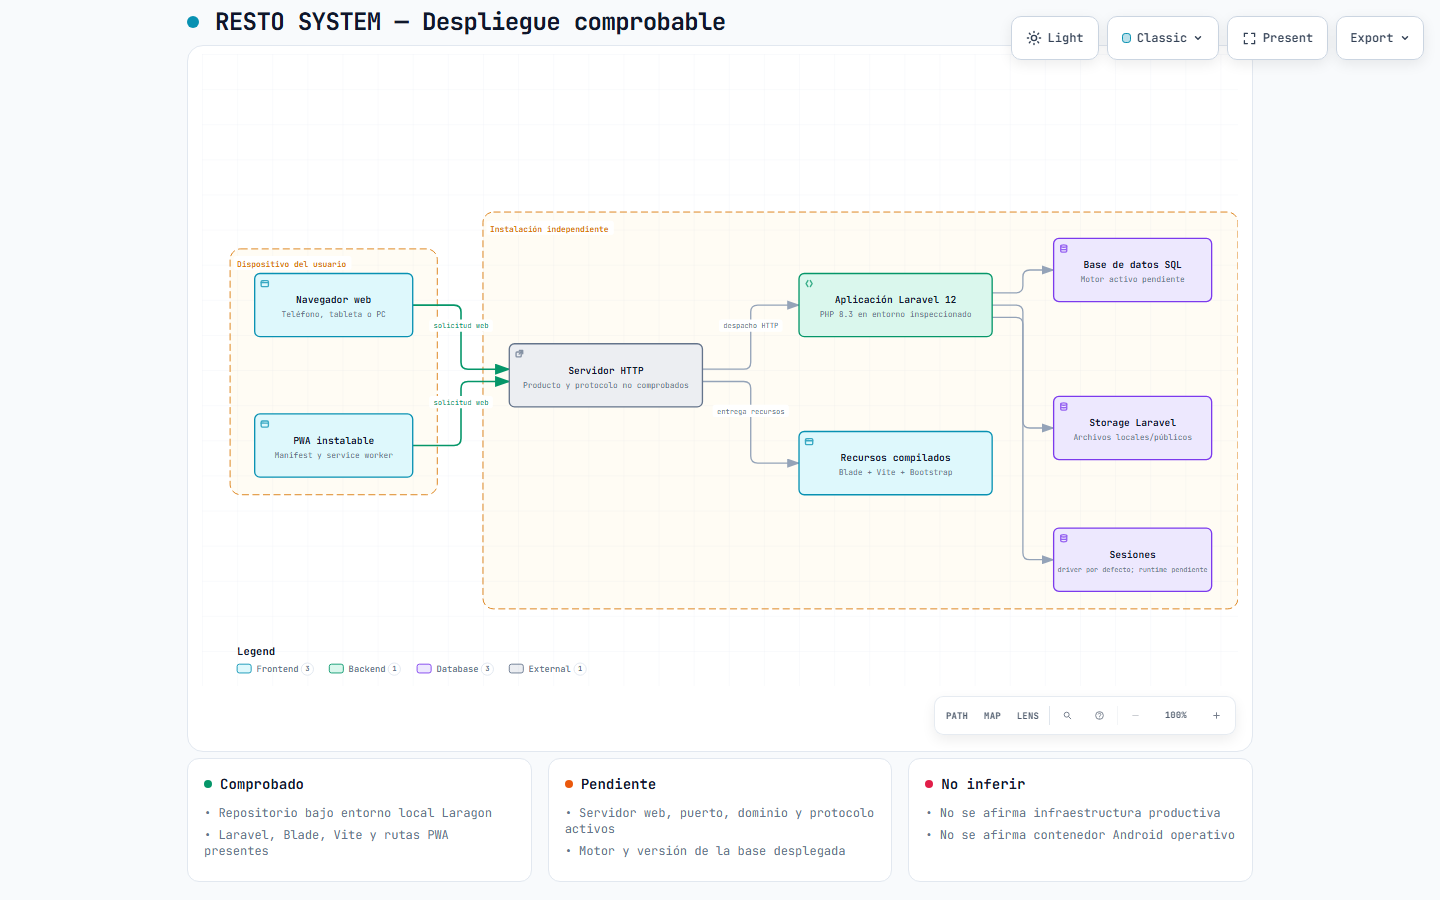 RESTO SYSTEM — Despliegue comprobable
Light
Classic
Present
Export
Instalación independiente
Dispositivo del usuario
Navegador web
Teléfono, tableta o PC
solicitud web
PWA instalable
Manifest y service worker
solicitud web
Servidor HTTP
Producto y protocolo no comprobados
despacho HTTP
entrega recursos
Aplicación Laravel 12
PHP 8.3 en entorno inspeccionado
Recursos compilados
Blade + Vite + Bootstrap
Base de datos SQL
Motor activo pendiente
Storage Laravel
Archivos locales/públicos
Sesiones
driver por defecto; runtime pendiente
Legend
Frontend 3
Backend 1
Database 3
External 1
PATH MAP LENS − 100% +
Comprobado
• Repositorio bajo entorno local Laragon
• Laravel, Blade, Vite y rutas PWA
presentes
Pendiente
• Servidor web, puerto, dominio y protocolo
activos
• Motor y versión de la base desplegada
No inferir
• No se afirma infraestructura productiva
• No se afirma contenedor Android operativo